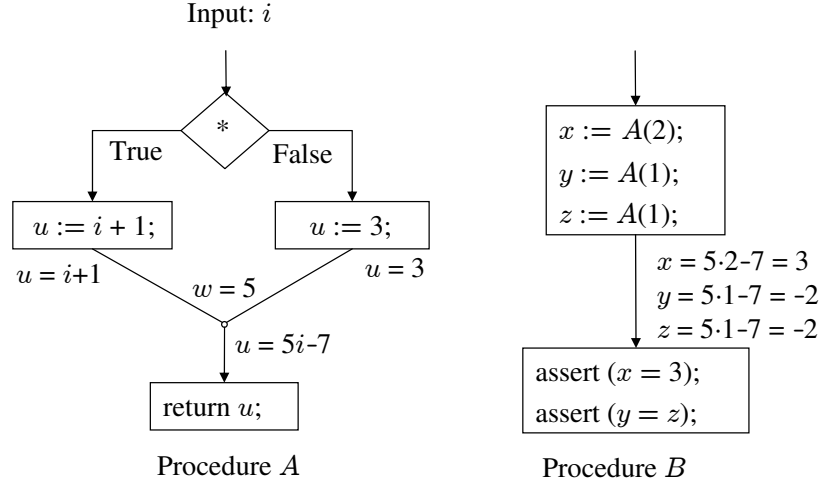 Input: i
*
True
False
u := i + 1;
u := 3;
u = i+1
w = 5
u = 3
u = 5i-7
return u;
Procedure A
x := A(2);
y := A(1);
z := A(1);
x = 5·2-7 = 3
y = 5·1-7 = -2
z = 5·1-7 = -2
assert (x = 3);
assert (y = z);
Procedure B